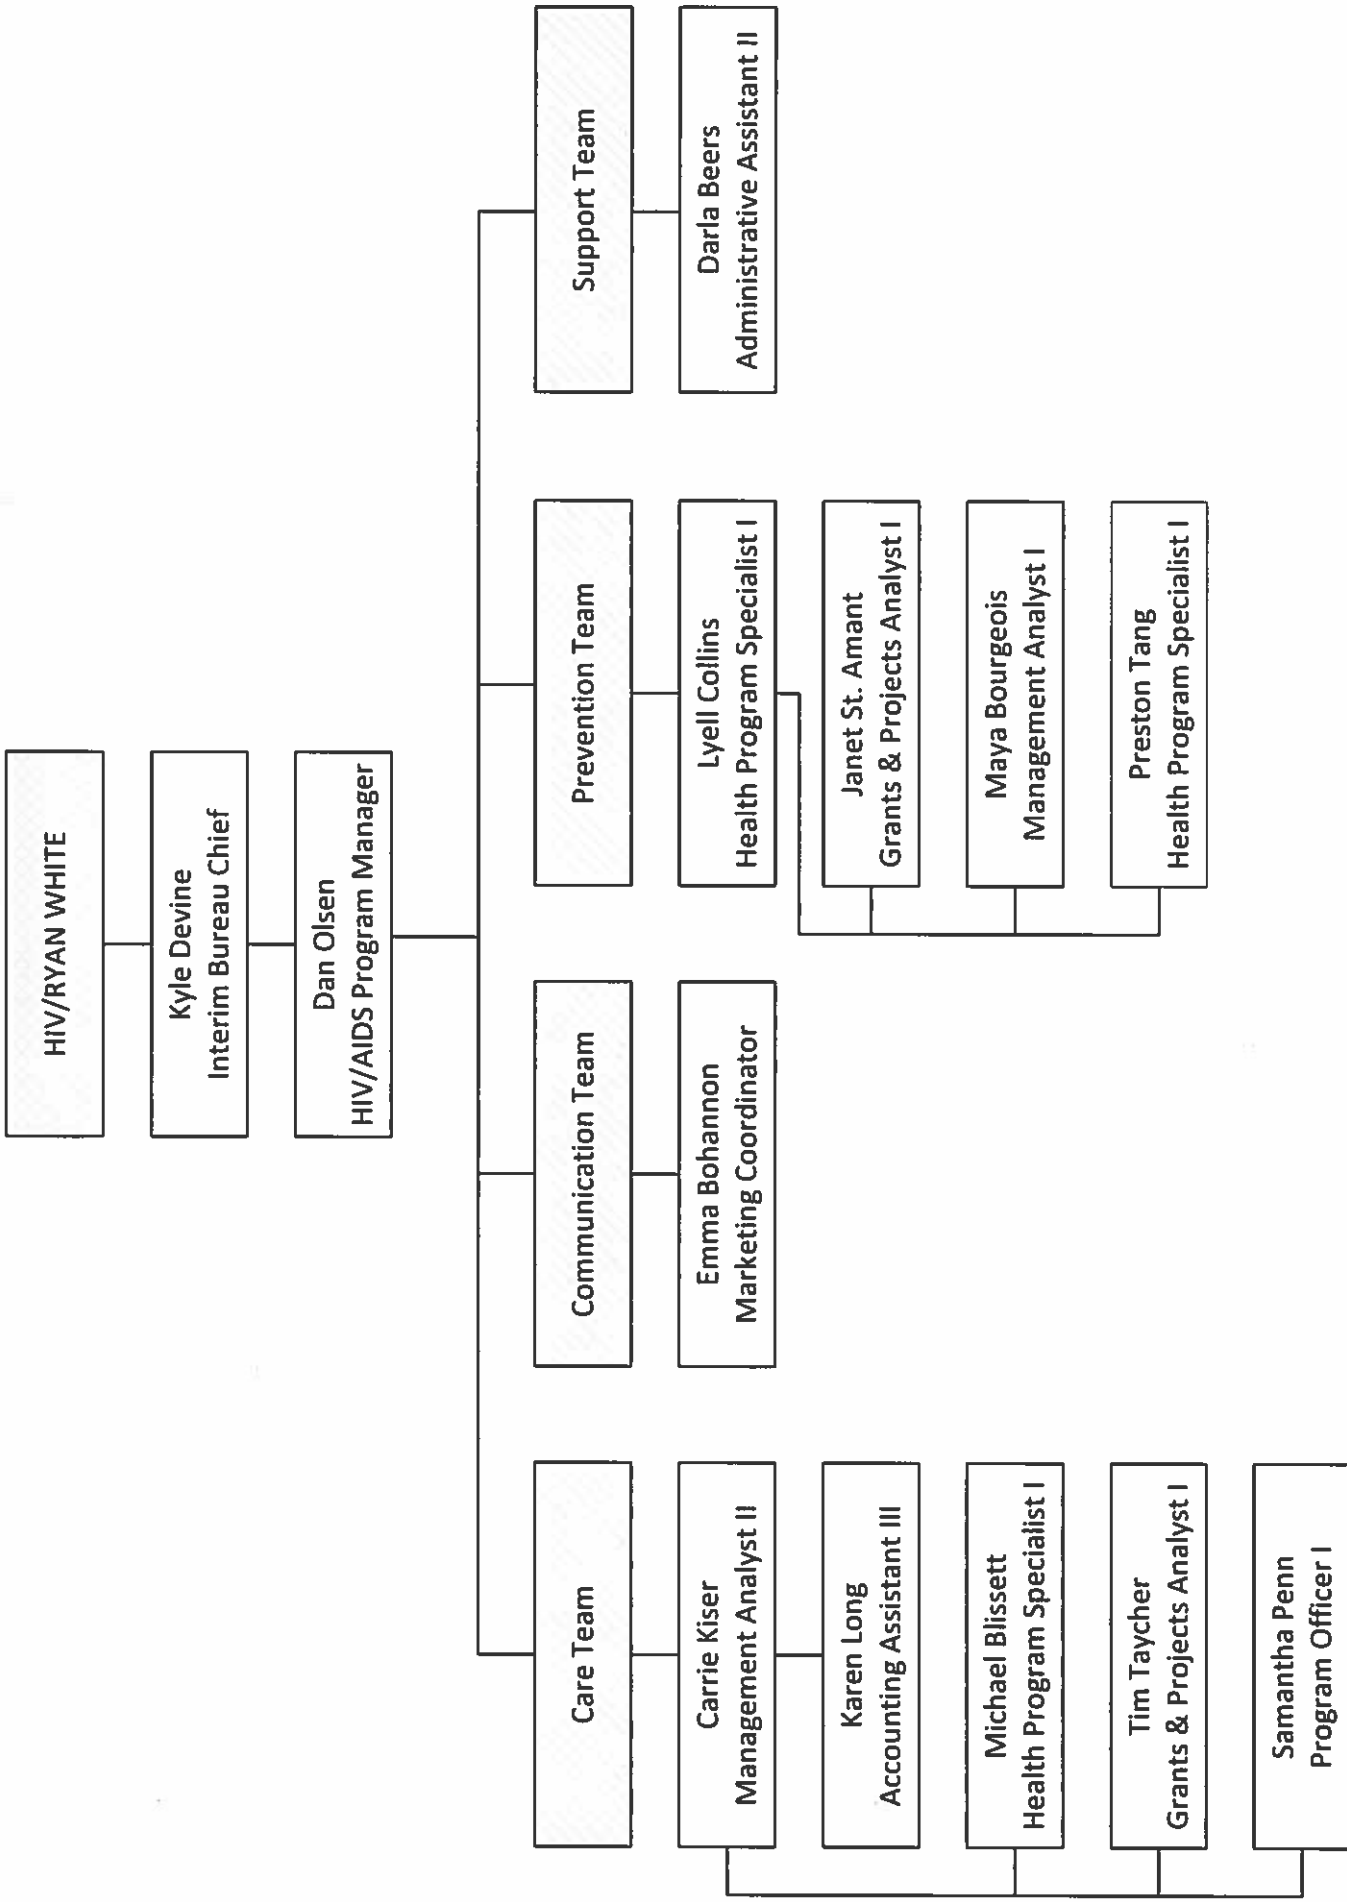 HIV/RYAN WHITE
Kyle Devine
Interim Bureau Chief
Dan Olsen
HIV/AIDS Program Manager
Care Team
Carrie Kiser
Management Analyst II
Karen Long
Accounting Assistant III
Michael Blissett
Health Program Specialist I
Tim Taycher
Grants & Projects Analyst I
Samantha Penn
Program Officer I
Communication Team
Emma Bohannon
Marketing Coordinator
Prevention Team
Lyell Collins
Health Program Specialist I
Janet St. Amant
Grants & Projects Analyst I
Maya Bourgeois
Management Analyst I
Preston Tang
Health Program Specialist I
Support Team
Darla Beers
Administrative Assistant II